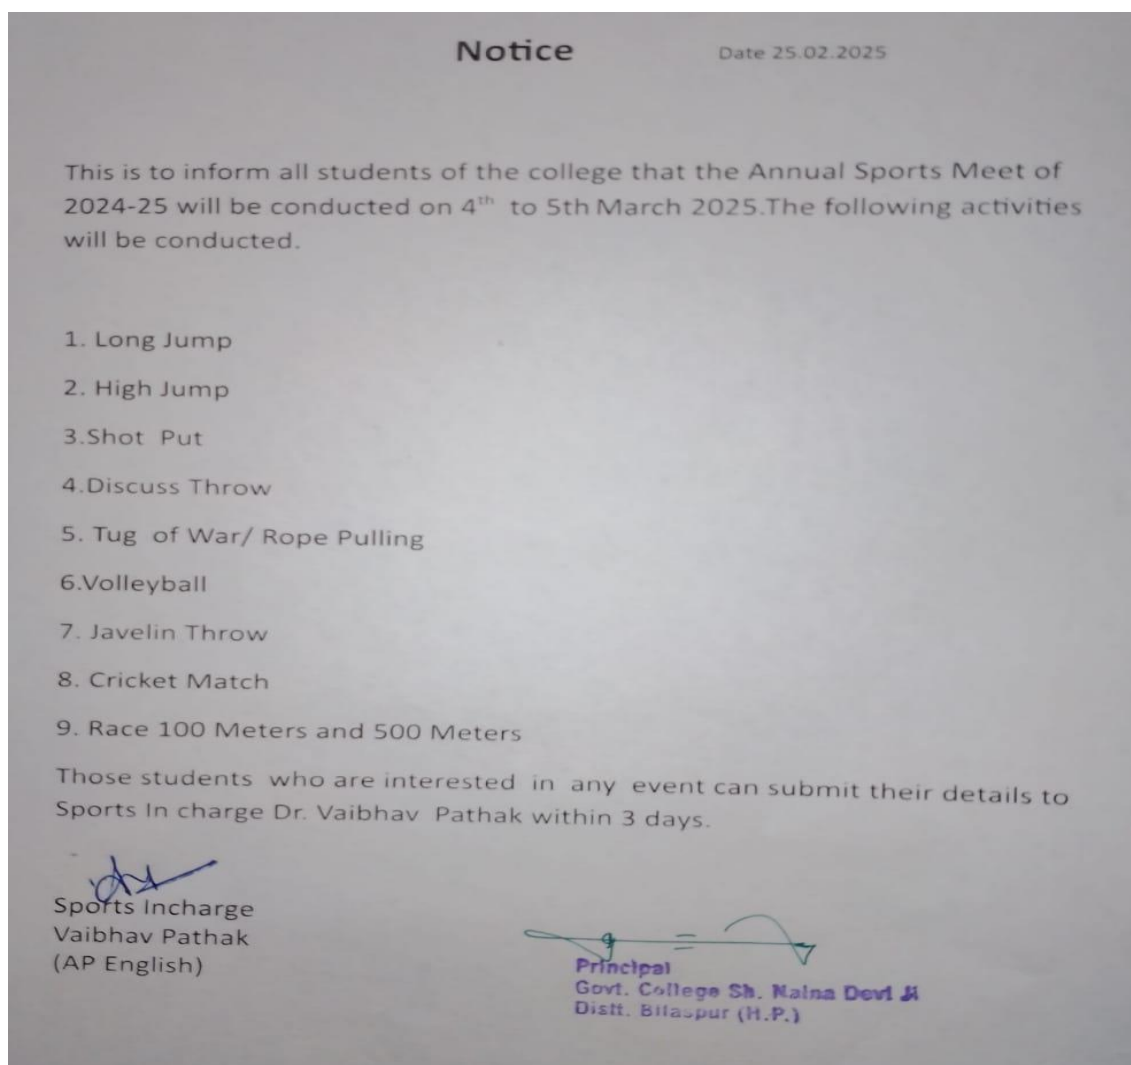 Notice Date 25.02.2025
This is to inform all students of the college that the Annual Sports Meet of
2024-25 will be conducted on 4th to 5th March 2025.The following activities
will be conducted.
1. Long Jump
2. High Jump
3.Shot Put
4.Discuss Throw
5. Tug of War/ Rope Pulling
6.Volleyball
7. Javelin Throw
8. Cricket Match
9. Race 100 Meters and 500 Meters
Those students who are interested in any event can submit their details to
Sports In charge Dr. Vaibhav Pathak within 3 days.
Sports Incharge
Vaibhav Pathak
(AP English)
Principal
Govt. College Sh. Naina Devi Ji
Distt. Bilaspur (H.P.)